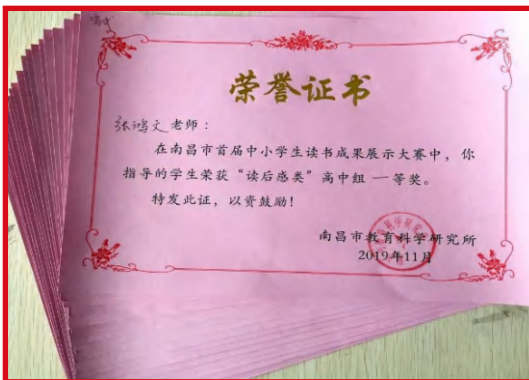 荣誉证书
张鸿文老师：
在南昌市首届中小学生读书成果展示大赛中，你
指导的学生荣获“读后感类”高中组 一等奖。
特发此证，以资鼓励！
南昌市教育科学研究所
2019年11月